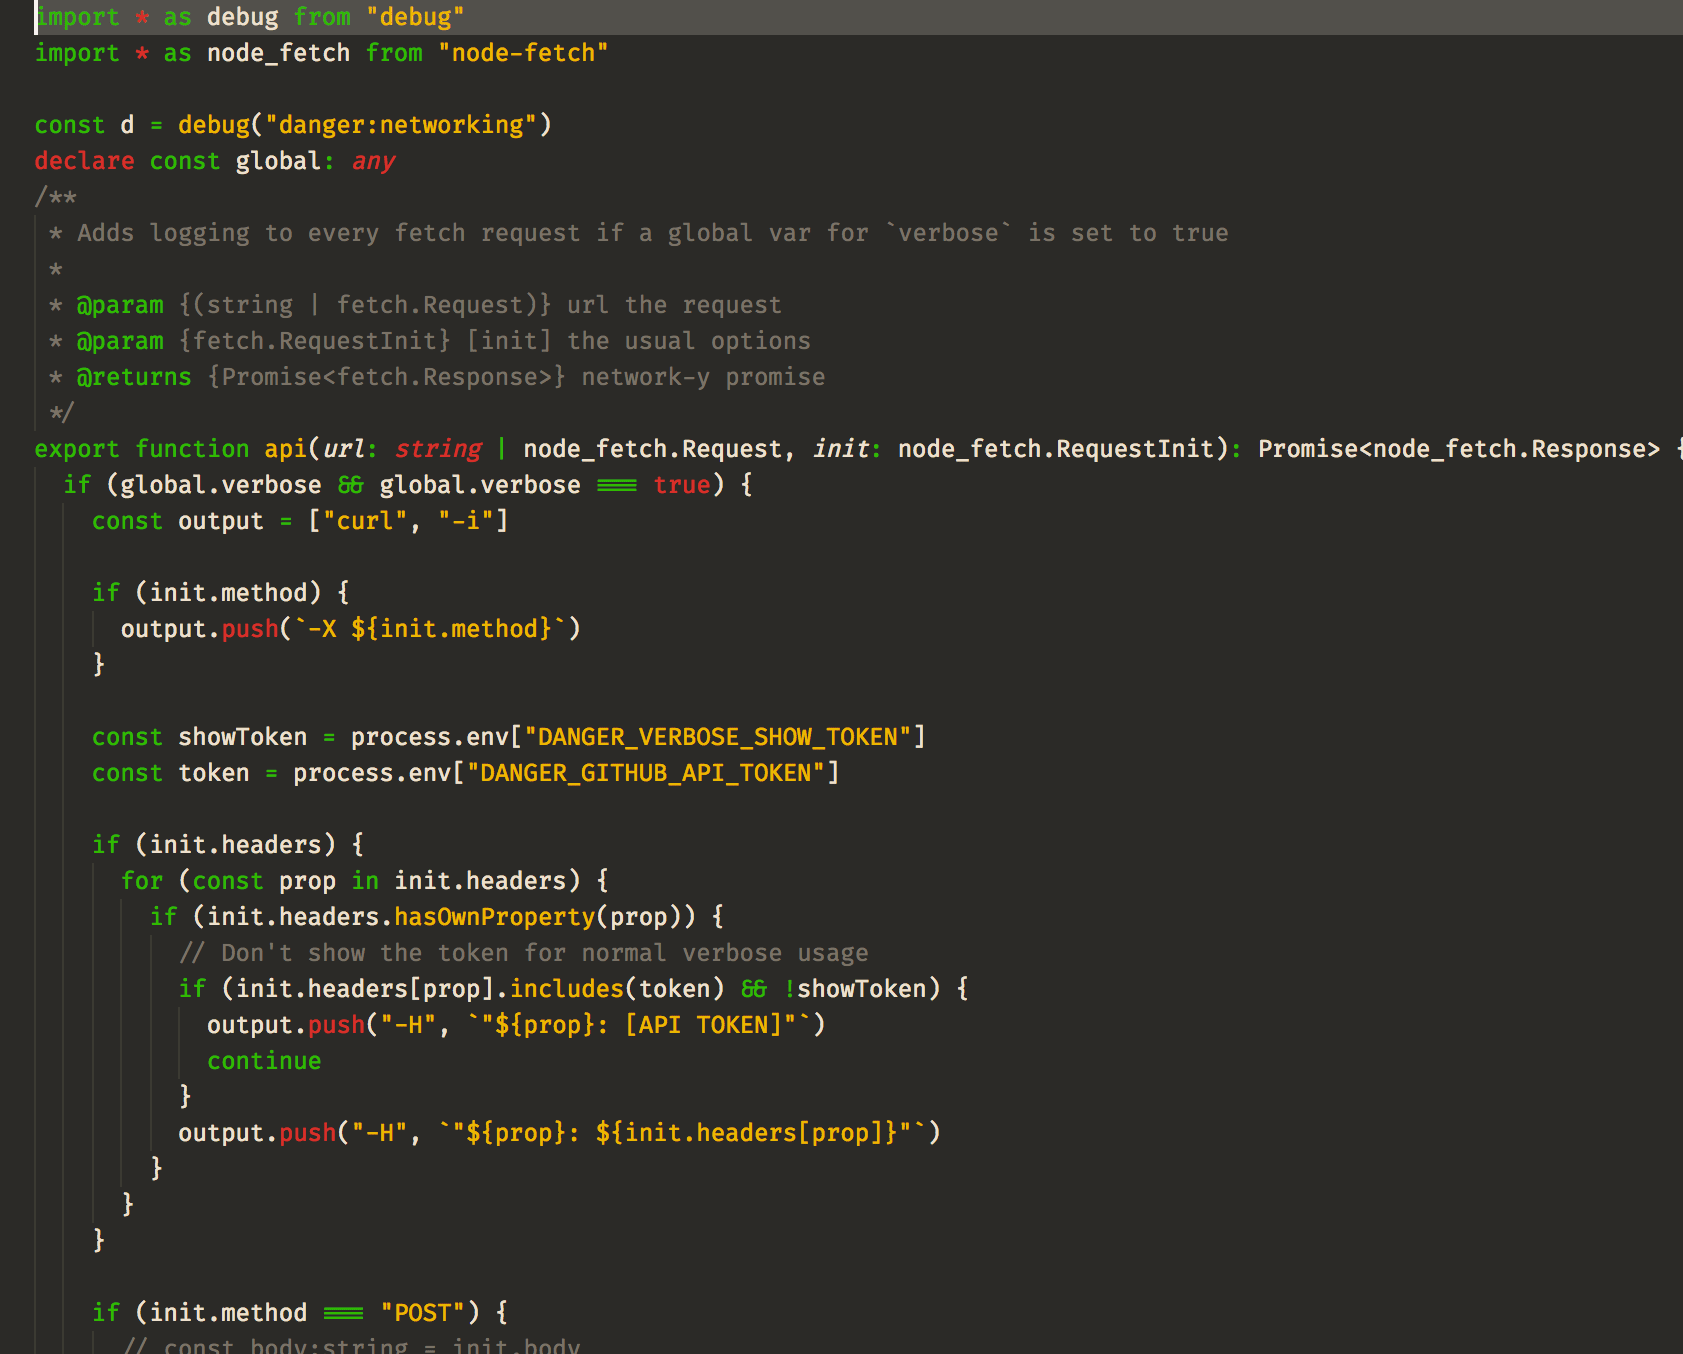 import * as debug from "debug"
import * as node_fetch from "node-fetch"

const d = debug("danger:networking")
declare const global: any
/**
 * Adds logging to every fetch request if a global var for `verbose` is set to true
 *
 * @param {(string | fetch.Request)} url the request
 * @param {fetch.RequestInit} [init] the usual options
 * @returns {Promise<fetch.Response>} network-y promise
 */
export function api(url: string | node_fetch.Request, init: node_fetch.RequestInit): Promise<node_fetch.Response> {
  if (global.verbose && global.verbose === true) {
    const output = ["curl", "-i"]

    if (init.method) {
      output.push(`-X ${init.method}`)
    }

    const showToken = process.env["DANGER_VERBOSE_SHOW_TOKEN"]
    const token = process.env["DANGER_GITHUB_API_TOKEN"]

    if (init.headers) {
      for (const prop in init.headers) {
        if (init.headers.hasOwnProperty(prop)) {
          // Don't show the token for normal verbose usage
          if (init.headers[prop].includes(token) && !showToken) {
            output.push("-H", `"${prop}: [API TOKEN]"`)
            continue
          }
          output.push("-H", `"${prop}: ${init.headers[prop]}"`)
        }
      }
    }

    if (init.method === "POST") {
      // const body:string = init.body